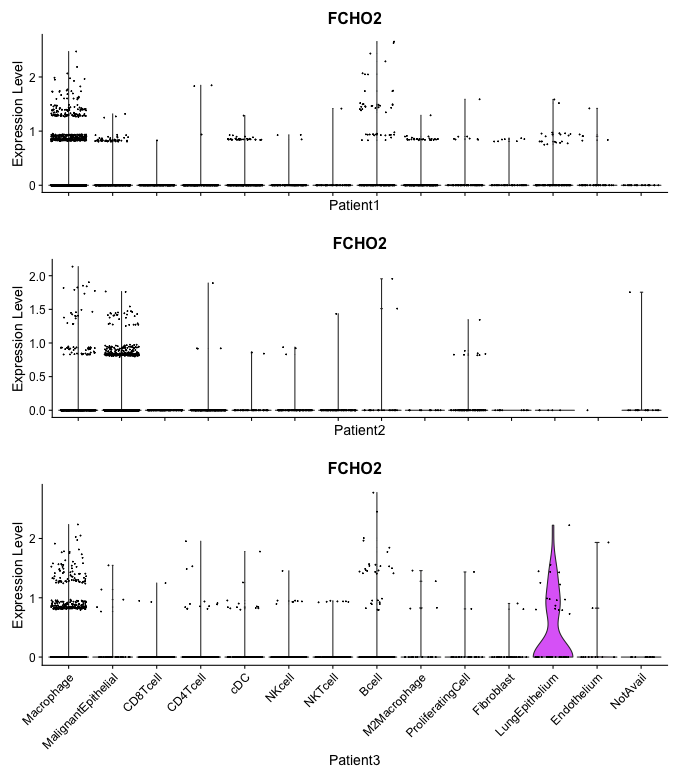 FCHO2
Expression Level
2
1
0
Patient1
FCHO2
Expression Level
2.0
1.5
1.0
0.5
0.0
Patient2
FCHO2
Expression Level
2
1
0
Macrophage
MalignantEpithelial
CD8Tcell
CD4Tcell
cDC
NKcell
NKTcell
Bcell
M2Macrophage
ProliferatingCell
Fibroblast
LungEpithelium
Endothelium
NotAvail
Patient3